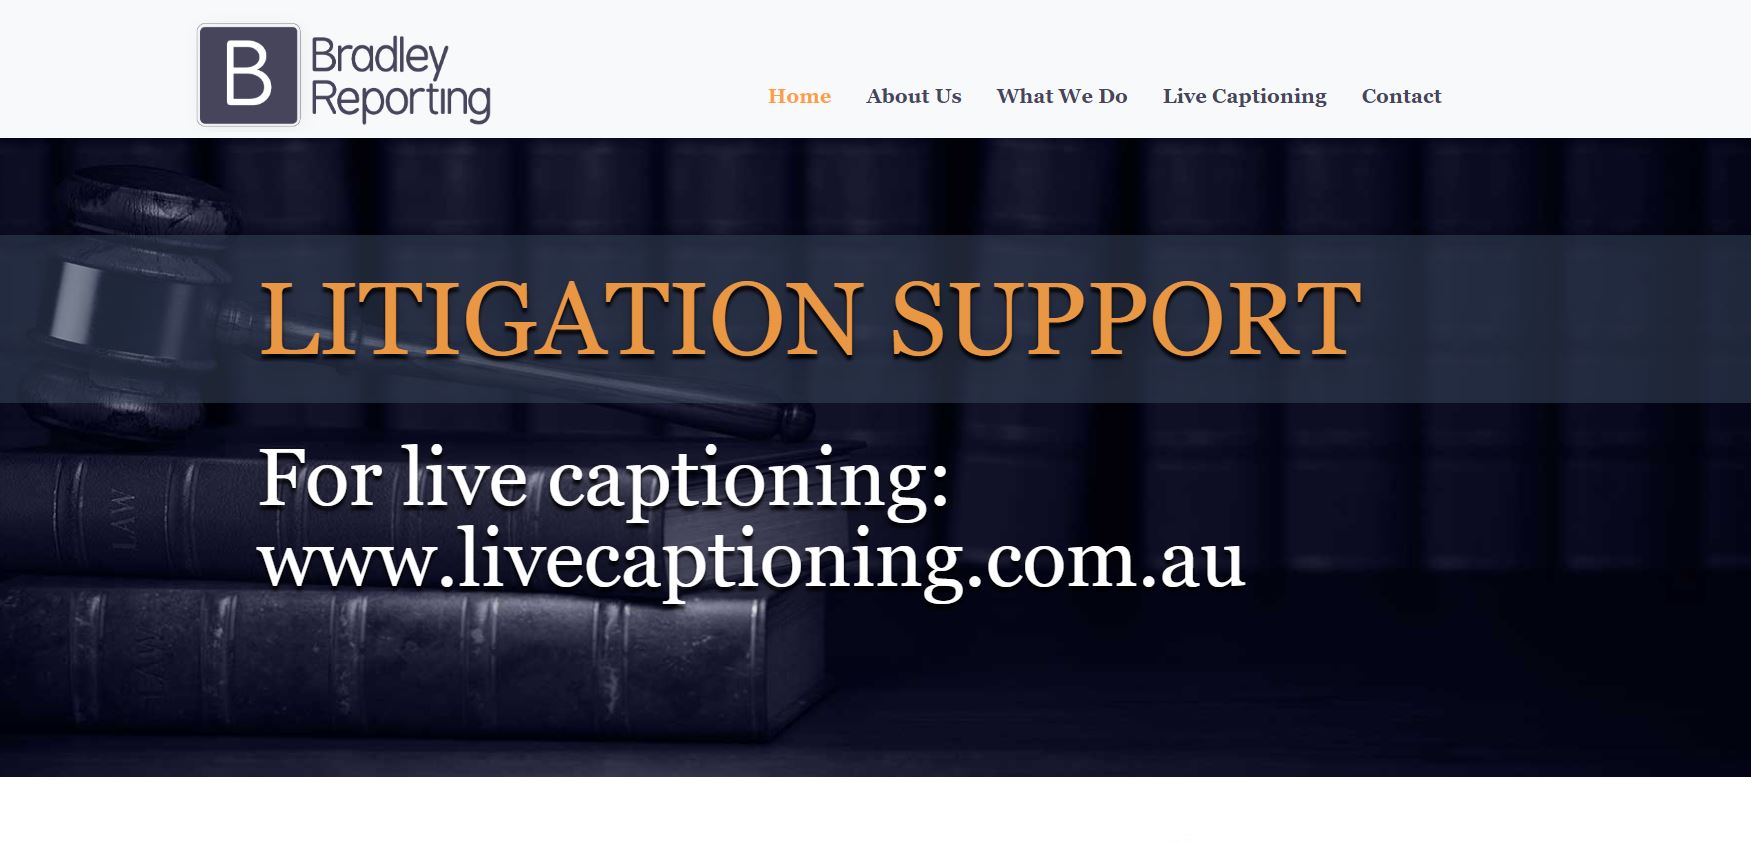 B
Bradley
Reporting
Home About Us What We Do Live Captioning Contact
LITIGATION SUPPORT
For live captioning:
www.livecaptioning.com.au
LAW
LAW